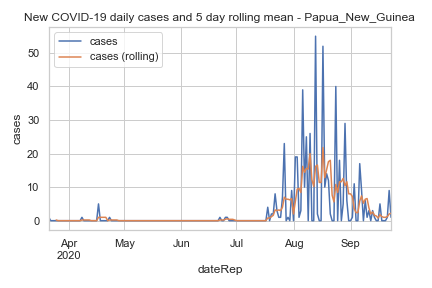 New COVID-19 daily cases and 5 day rolling mean - Papua_New_Guinea
cases
cases (rolling)
cases
50
40
30
20
10
0
Apr
2020
May
Jun
Jul
Aug
Sep
dateRep